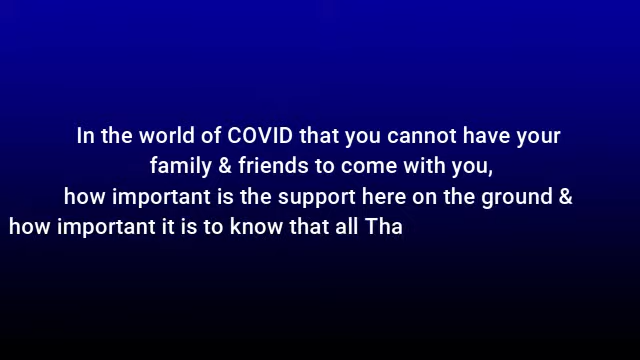 In the world of COVID that you cannot have your
family & friends to come with you,
how important is the support here on the ground &
how important it is to know that all Tha